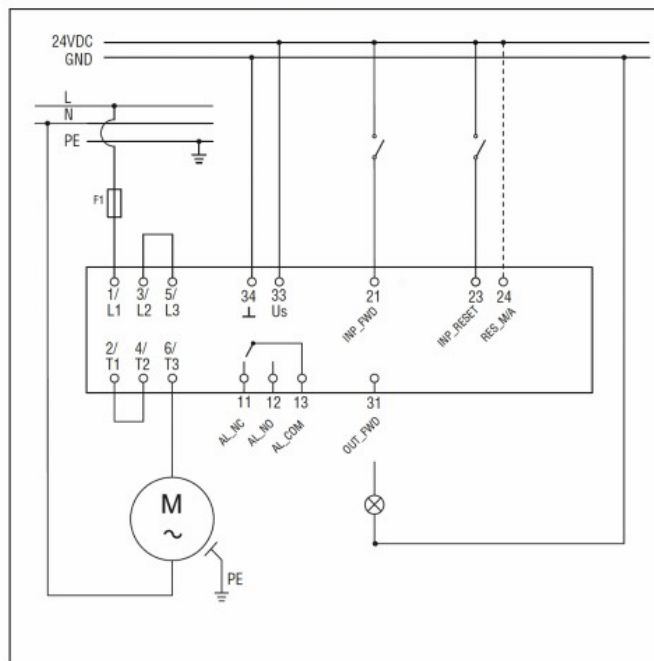 24VDC
GND
L
N
PE
F1
1/ 3/ 5/
L1 L2 L3
34 33 21 23 24
⊥ Us
INP_FWD
INP_RESET
RES_M/A
2/ 4/ 6/
T1 T2 T3
11 12 13 31
AL_NC
AL_NO
AL_COM
OUT_FWD
M
~
PE